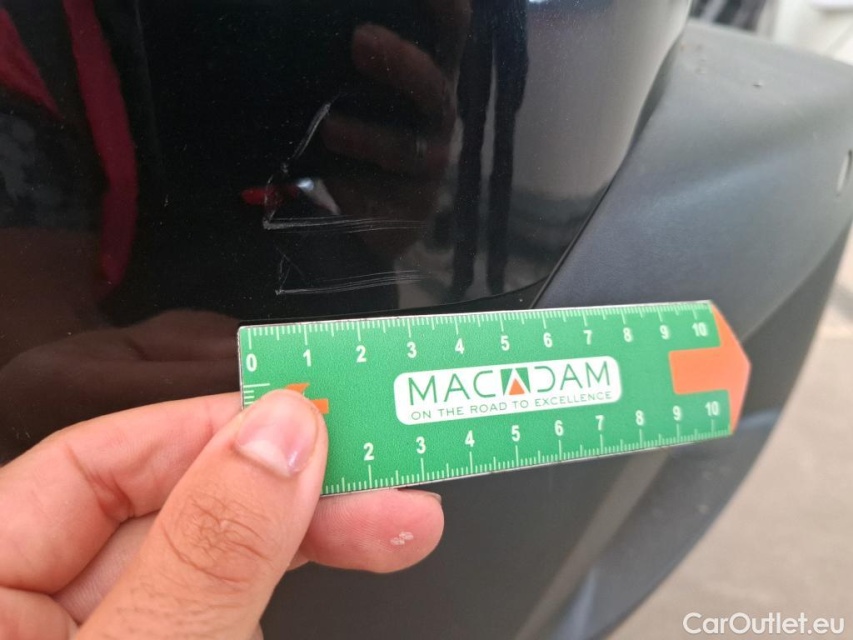 0 1 2 3 4 5 6 7 8 9 10
MACADAM
ON THE ROAD TO EXCELLENCE
2 3 4 5 6 7 8 9 10
CarOutlet.eu